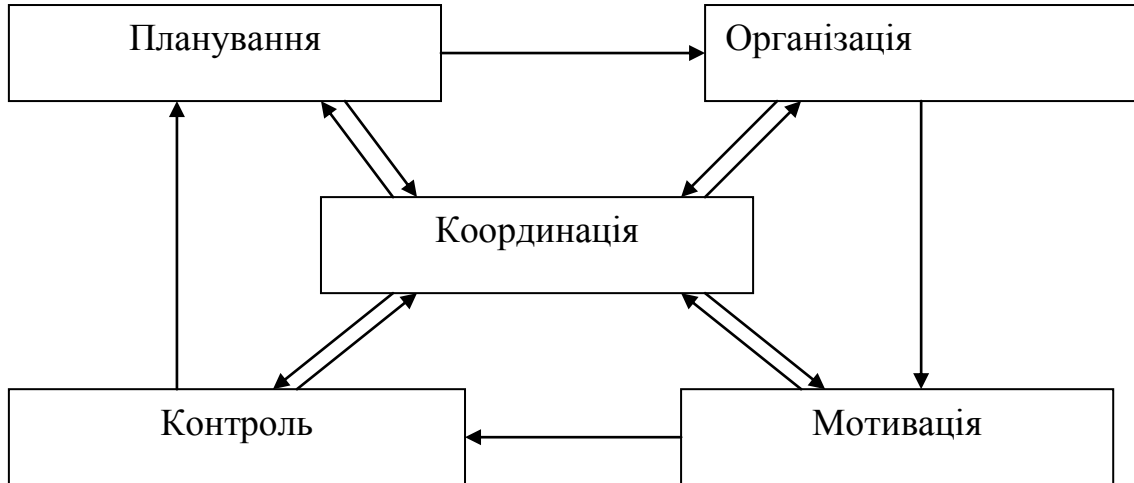 Планування
Організація
Координація
Контроль
Мотивація